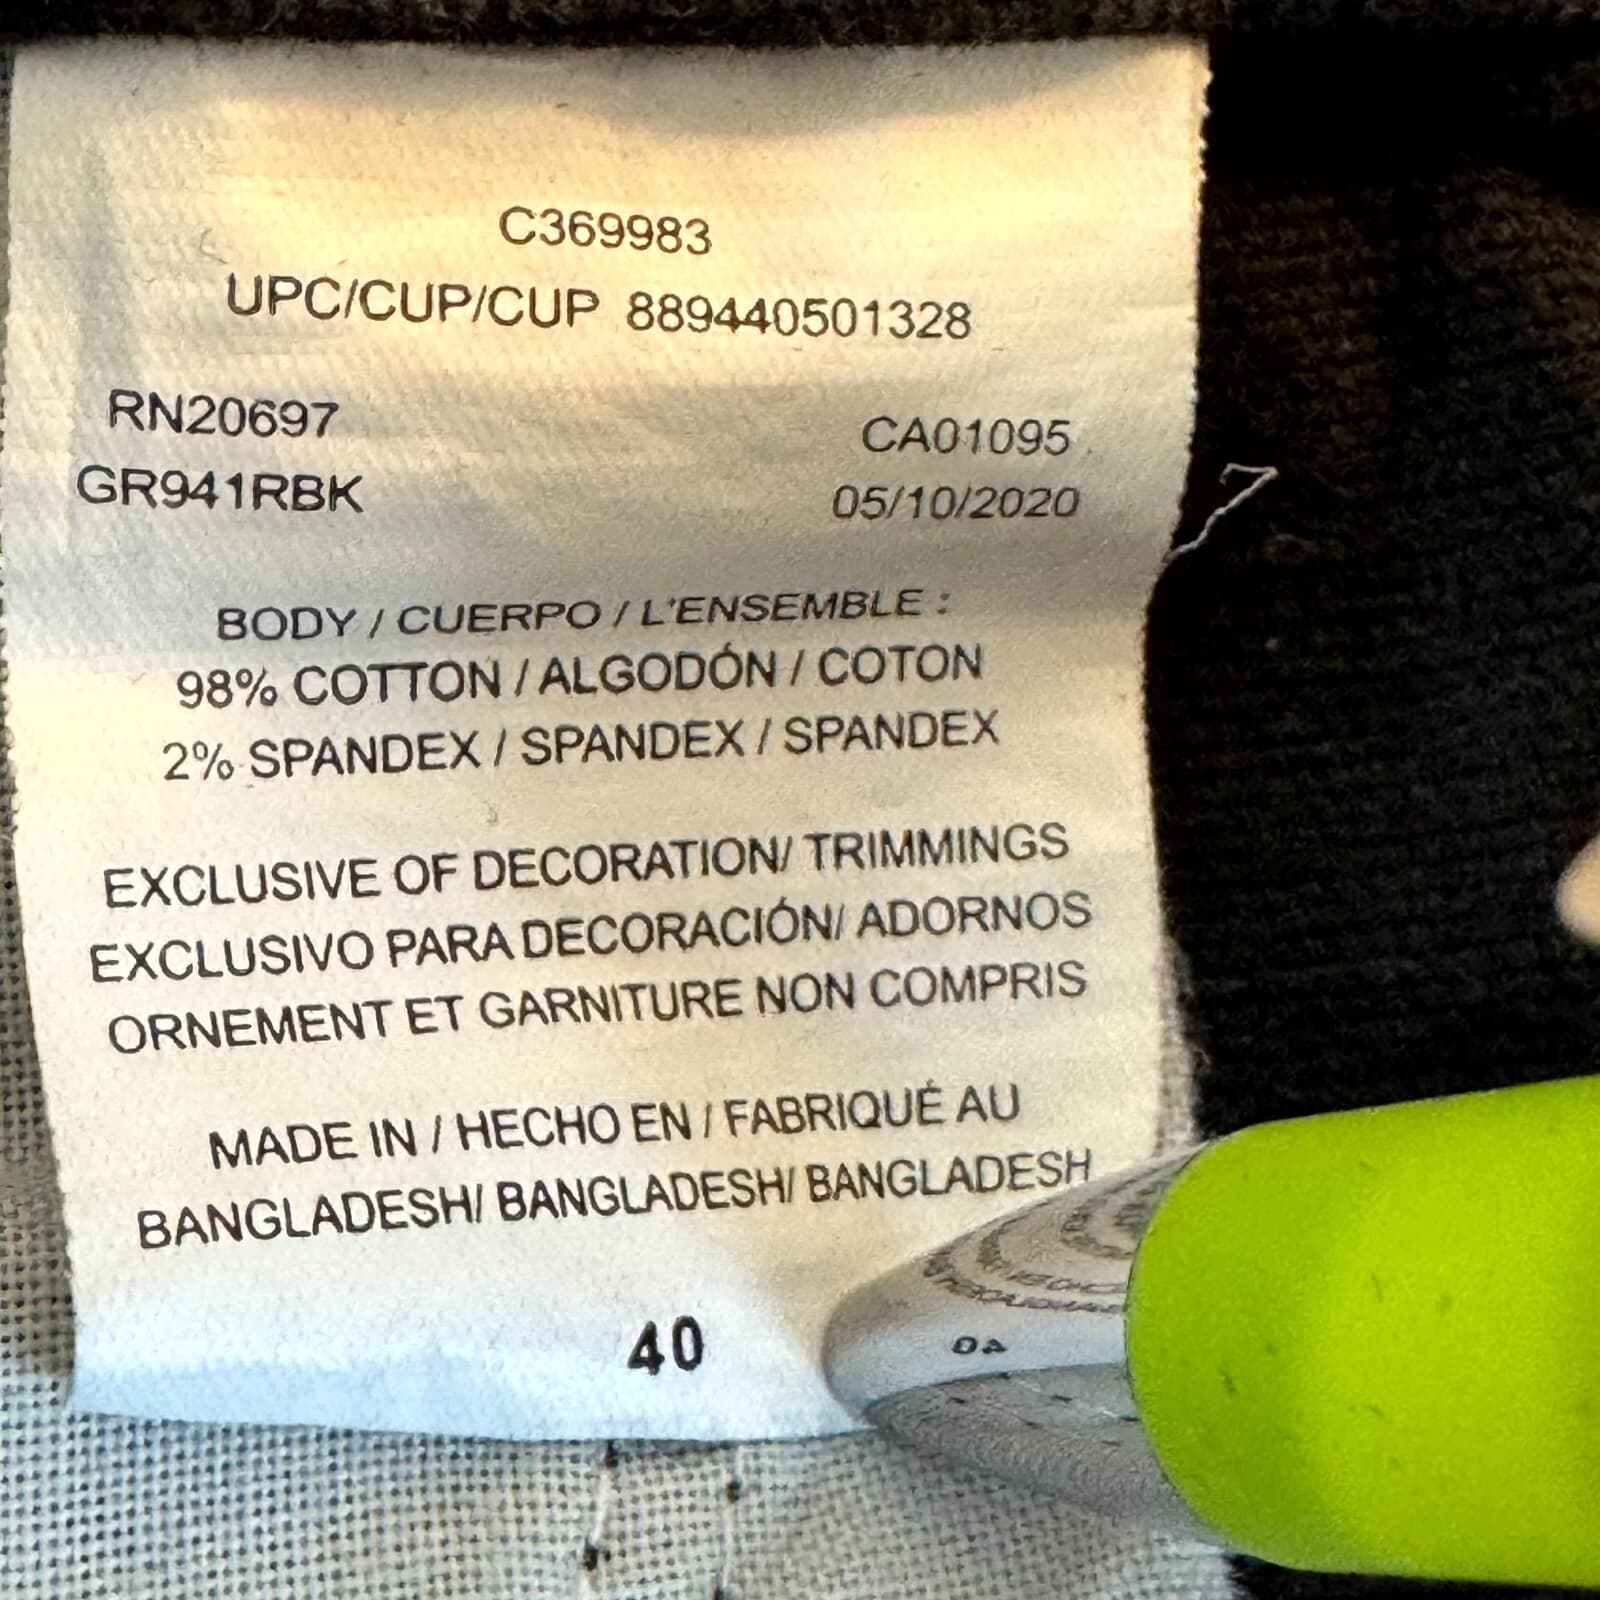 C369983
UPC/CUP/CUP 889440501328
RN20697
CA01095
GR941RBK
05/10/2020
BODY / CUERPO / L'ENSEMBLE :
98% COTTON / ALGODÓN / COTON
2% SPANDEX / SPANDEX / SPANDEX
EXCLUSIVE OF DECORATION/ TRIMMINGS
EXCLUSIVO PARA DECORACIÓN/ ADORNOS
ORNEMENT ET GARNITURE NON COMPRIS
MADE IN / HECHO EN / FABRIQUÉ AU
BANGLADESH/ BANGLADESH/ BANGLADESH
40